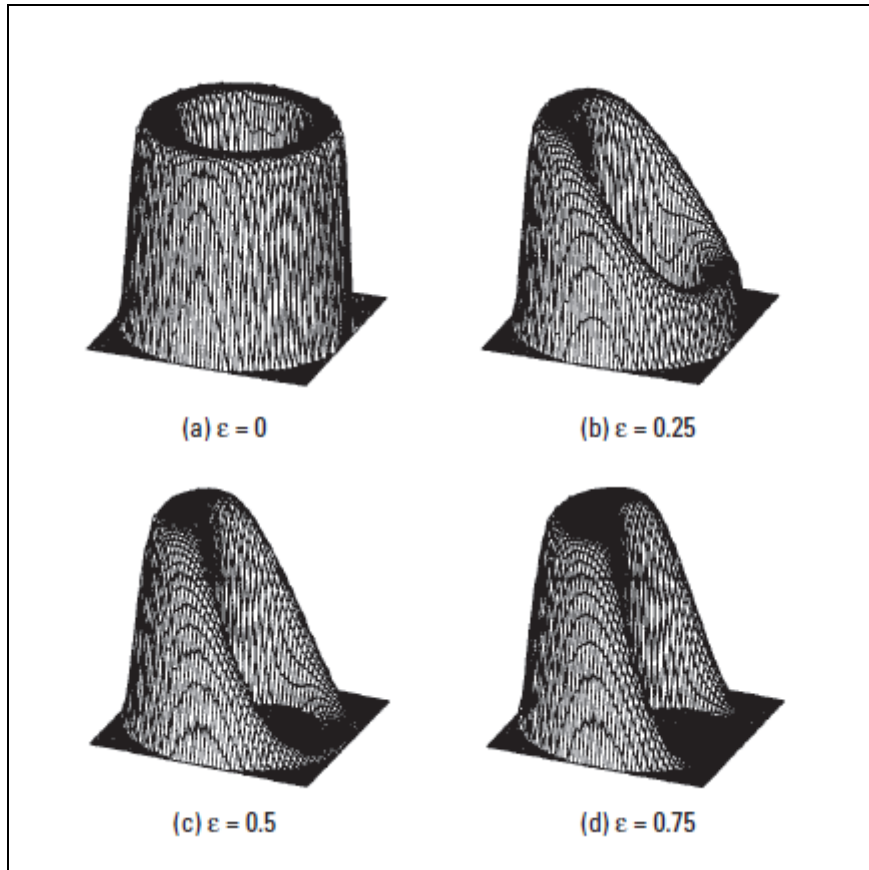 (a) ε = 0
(b) ε = 0.25
(c) ε = 0.5
(d) ε = 0.75